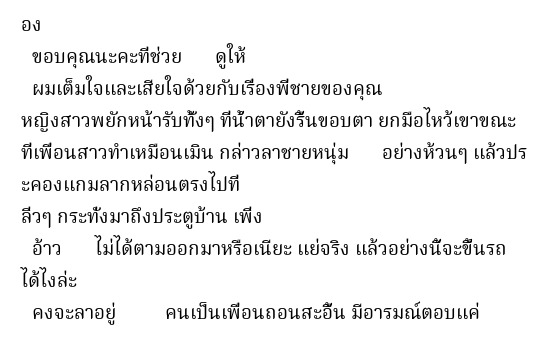 อง
ขอบคุณนะคะที่ช่วย ดูให้
ผมเต็มใจและเสียใจด้วยกับเรื่องพี่ชายของคุณ
หญิงสาวพยักหน้ารับทั้งๆ ที่น้ำตายังรื้นขอบตา ยกมือไหว้เขาขณะ
ที่เพื่อนสาวทำเหมือนเมิน กล่าวลาชายหนุ่ม อย่างห้วนๆ แล้วปร
ะคองแกมลากหล่อนตรงไปที่
ลิ่วๆ กระทั่งมาถึงประตูบ้าน เพิ่ง
อ้าว ไม่ได้ตามออกมาหรือเนี่ยะ แย่จริง แล้วอย่างนี้จะขึ้นรถ
ได้ไงล่ะ
คงจะลาอยู่ คนเป็นเพื่อนถอนสะอื้น มีอารมณ์ตอบแค่